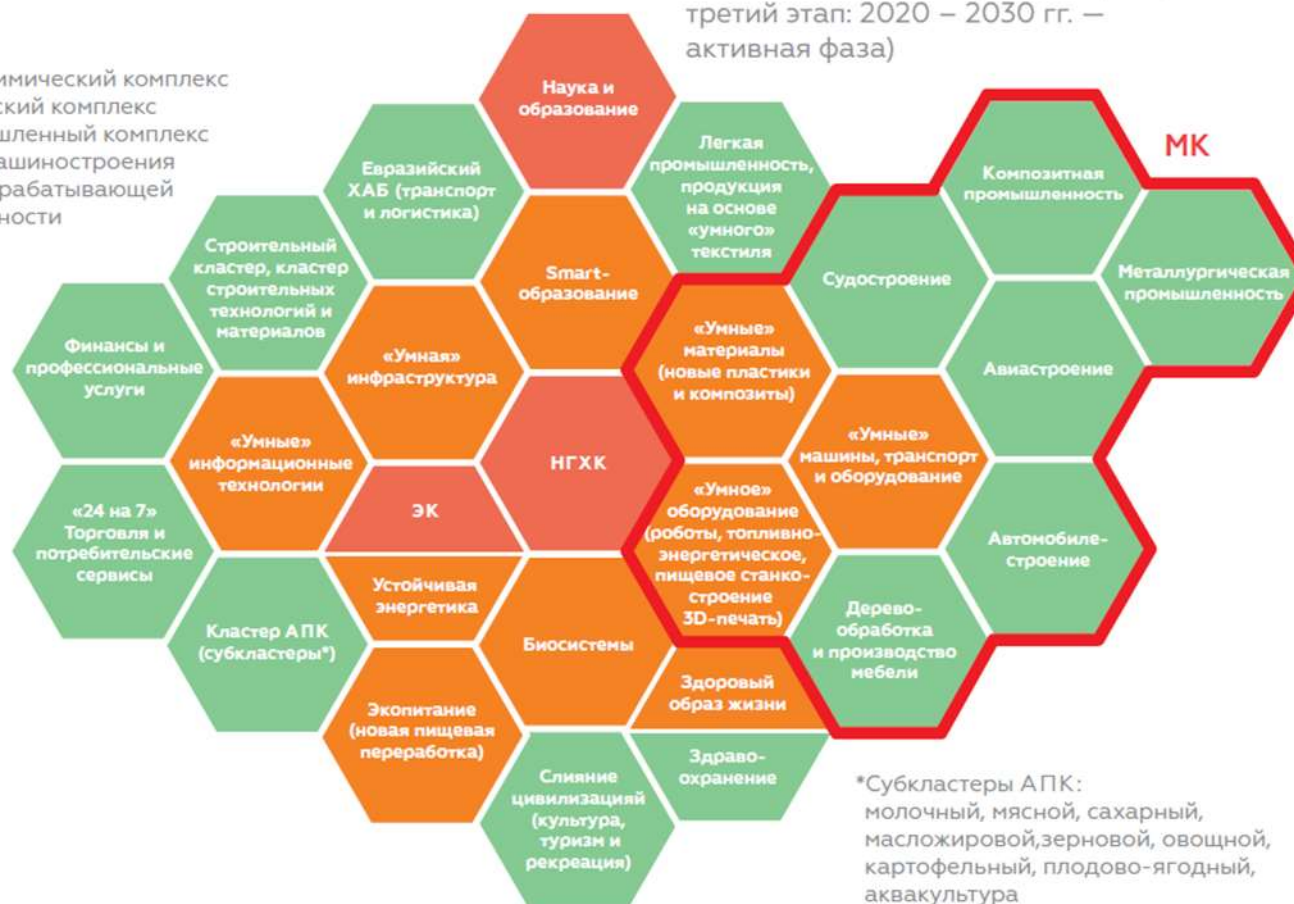 третий этап: 2020 – 2030 гг. —
активная фаза)
имический комплекс
ский комплекс
шленный комплекс
ашиностроения
рабатывающей
ности
Наука и
образование
Легкая
промышленность,
продукция
на основе
«умного»
текстиля
МК
Композитная
промышленность
Евразийский
ХАБ (транспорт
и логистика)
Строительный
кластер, кластер
строительных
технологий и
материалов
Smart-
образование
Судостроение
Металлургическая
промышленность
Финансы и
профессиональные
услуги
«Умная»
инфраструктура
«Умные»
материалы
(новые пластики
и композиты)
Авиастроение
«Умные»
информационные
технологии
НГХК
«Умные»
машины, транспорт
и оборудование
«24 на 7»
Торговля и
потребительские
сервисы
ЭК
«Умное»
оборудование
(роботы, топливно-
энергетическое,
пищевое станко-
строение
3D-печать)
Автомобиле-
строение
Устойчивая
энергетика
Кластер АПК
(субкластеры*)
Биосистемы
Дерево-
обработка
и производство
мебели
Экопитание
(новая пищевая
переработка)
Здоровый
образ жизни
Здраво-
охранение
Слияние
цивилизацияй
(культура,
туризм и
рекреация)
*Субкластеры АПК:
молочный, мясной, сахарный,
масложировой,зерновой, овощной,
картофельный, плодово-ягодный,
аквакультура